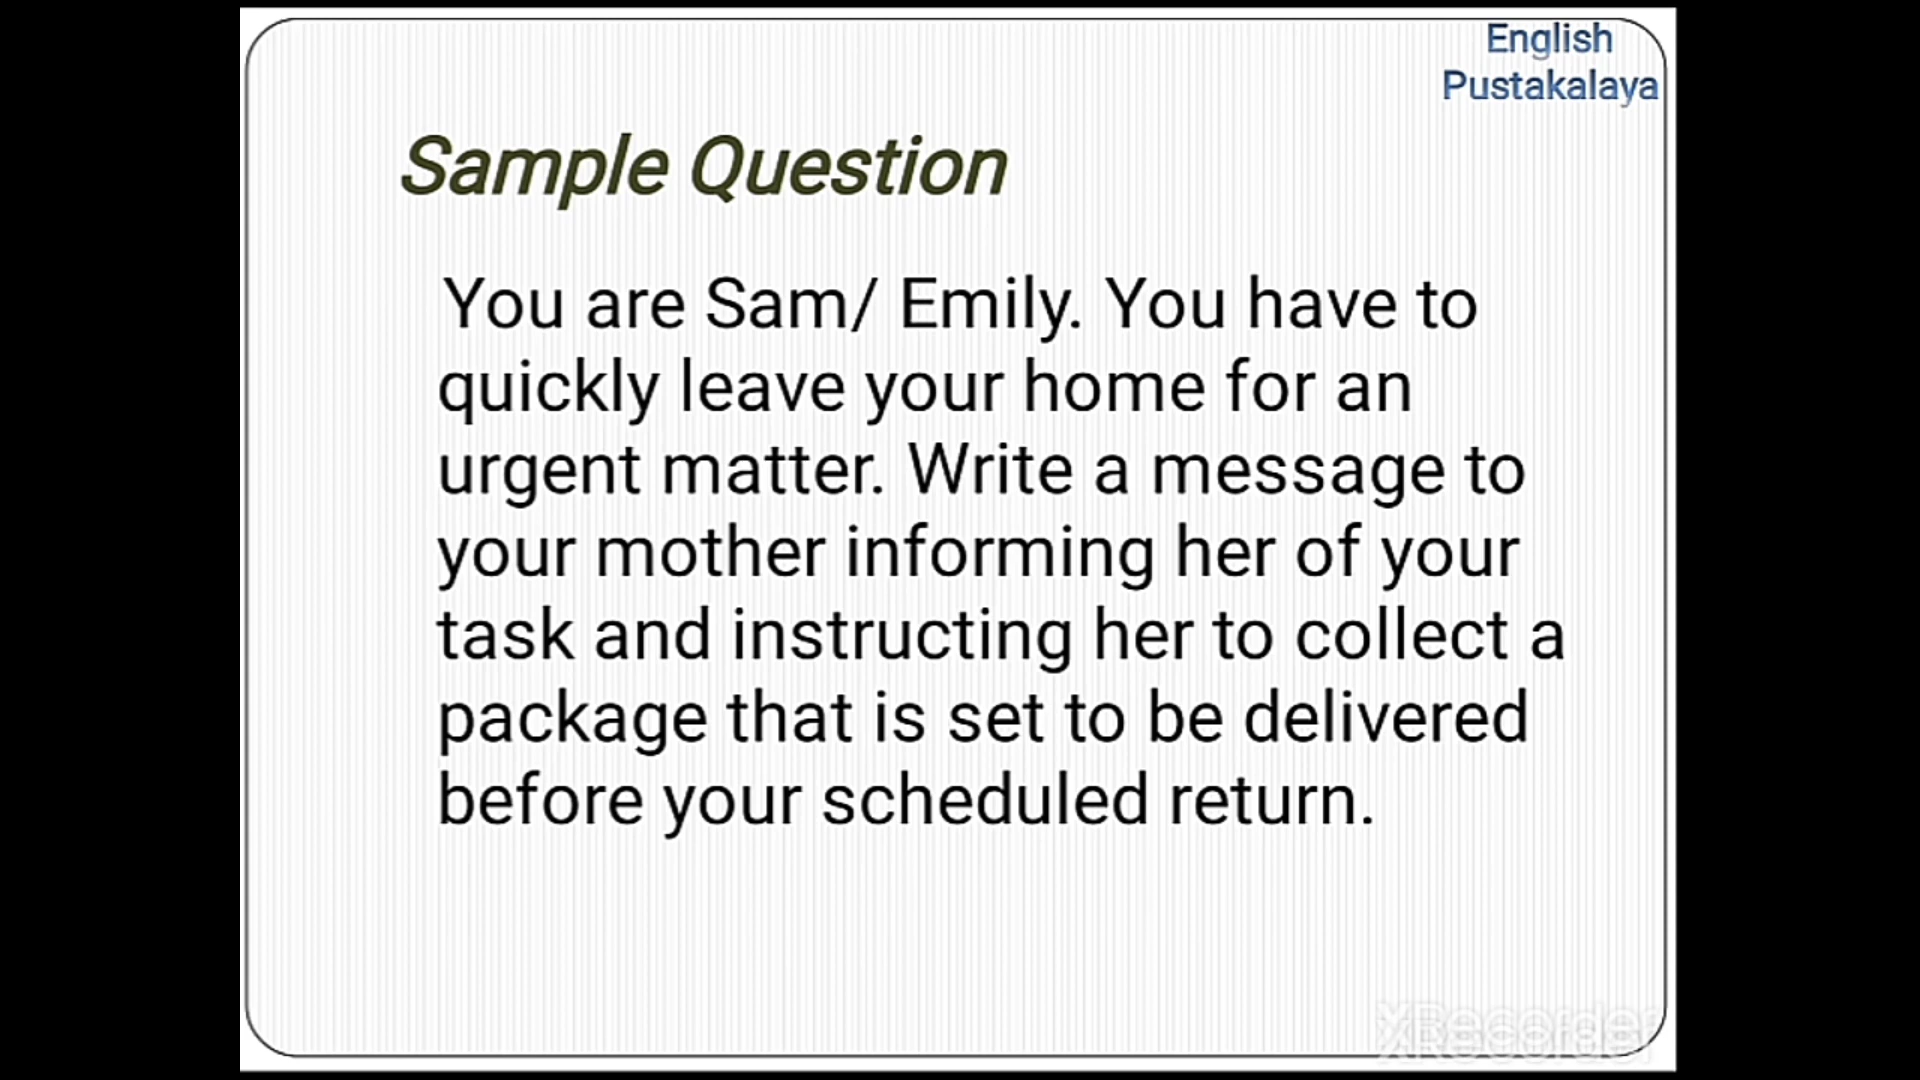 English
Pustakalaya
Sample Question
You are Sam/ Emily. You have to
quickly leave your home for an
urgent matter. Write a message to
your mother informing her of your
task and instructing her to collect a
package that is set to be delivered
before your scheduled return.
XRecorder